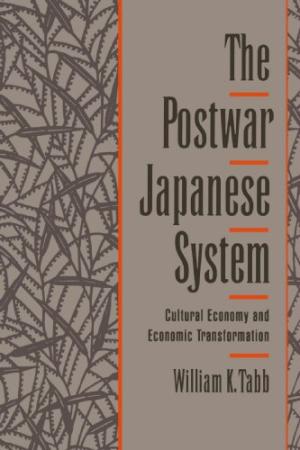 The
Postwar
Japanese
System
Cultural Economy and
Economic Transformation
William K. Tabb